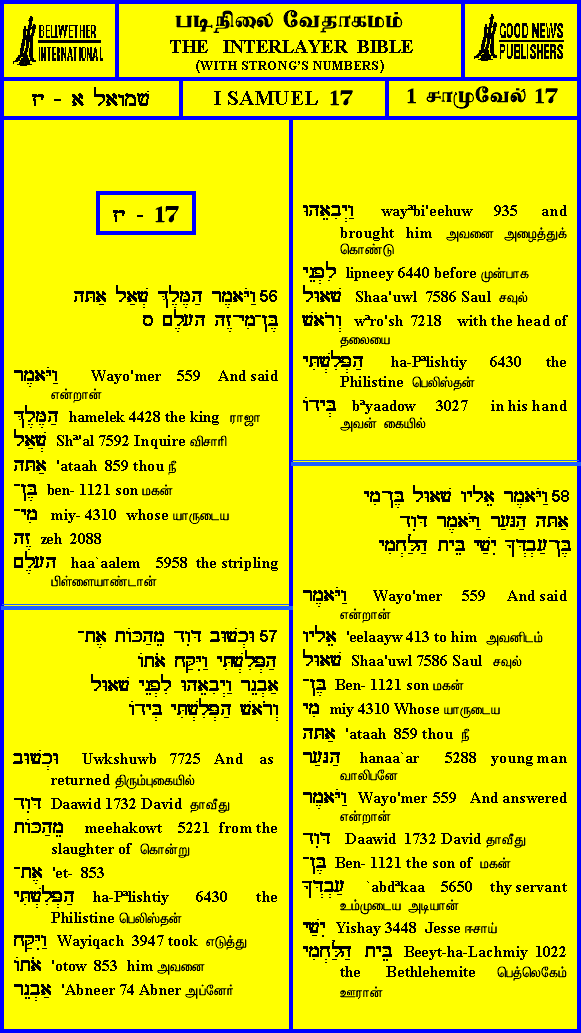 BELLWETHER
INTERNATIONAL
படிநிலை வேதாகமம்
THE INTERLAYER BIBLE
(WITH STRONG'S NUMBERS)
GOOD NEWS
PUBLISHERS
שמואל א - יז
I SAMUEL 17
1 சாமுவேல் 17
יז - 17
56 וַיֹּאמֶר הַמֶּלֶךְ שְׁאַל אַתָּה
בֶּן־מִי־זֶה הָעָלֶם ס
וַיֹּאמֶר Wayo'mer 559 And said
என்றான்
הַמֶּלֶךְ hamelek 4428 the king ராஜா
שְׁאַל Shª'al 7592 Inquire விசாரி
אַתָּה 'ataah 859 thou நீ
בֶּן־ ben- 1121 son மகன்
מִי־ miy- 4310 whose யாருடைய
זֶה zeh 2088
הָעָלֶם haa`aalem 5958 the stripling
பிள்ளையாண்டான்
57 וּכְשׁוּב דָּוִד מֵהַכּוֹת אֶת־
הַפְּלִשְׁתִּי וַיִּקַּח אֹתוֹ
אַבְנֵר וַיְבִאֵהוּ לִפְנֵי שָׁאוּל
וְרֹאשׁ הַפְּלִשְׁתִּי בְּיָדוֹ
וּכְשׁוּב Uwkshuwb 7725 And as
returned திரும்புகையில்
דָּוִד Daawid 1732 David தாவீது
מֵהַכּוֹת meehakowt 5221 from the
slaughter of கொன்று
אֶת־ 'et- 853
הַפְּלִשְׁתִּי ha-Pªlishtiy 6430 the
Philistine பெலிஸ்தன்
וַיִּקַּח Wayiqach 3947 took எடுத்து
אֹתוֹ 'otow 853 him அவனை
אַבְנֵר 'Abneer 74 Abner அப்னேர்
וַיְבִאֵהוּ wayªbi'eehuw 935 and
brought him அவனை அழைத்துக்
கொண்டு
לִפְנֵי lipneey 6440 before முன்பாக
שָׁאוּל Shaa'uwl 7586 Saul சவுல்
וְרֹאשׁ wªro'sh 7218 with the head of
தலையை
הַפְּלִשְׁתִּי ha-Pªlishtiy 6430 the
Philistine பெலிஸ்தன்
בְּיָדוֹ bªyaadow 3027 in his hand
அவன் கையில்
58 וַיֹּאמֶר אֵלָיו שָׁאוּל בֶּן־מִי
אַתָּה הַנָּעַר וַיֹּאמֶר דָּוִד
בֶּן־עַבְדְּךָ יִשַׁי בֵּית הַלַּחְמִי
וַיֹּאמֶר Wayo'mer 559 And said
என்றான்
אֵלָיו 'eelaayw 413 to him அவனிடம்
שָׁאוּל Shaa'uwl 7586 Saul சவுல்
בֶּן־ Ben- 1121 son மகன்
מִי miy 4310 Whose யாருடைய
אַתָּה 'ataah 859 thou நீ
הַנָּעַר hanaa`ar 5288 young man
வாலிபனே
וַיֹּאמֶר Wayo'mer 559 And answered
என்றான்
דָּוִד Daawid 1732 David தாவீது
בֶּן־ Ben- 1121 the son of மகன்
עַבְדְּךָ `abdªkaa 5650 thy servant
உம்முடைய அடியான்
יִשַׁי Yishay 3448 Jesse ஈசாய்
בֵּית הַלַּחְמִי Beeyt-ha-Lachmiy 1022
the Bethlehemite பெத்லெகேம்
ஊரான்